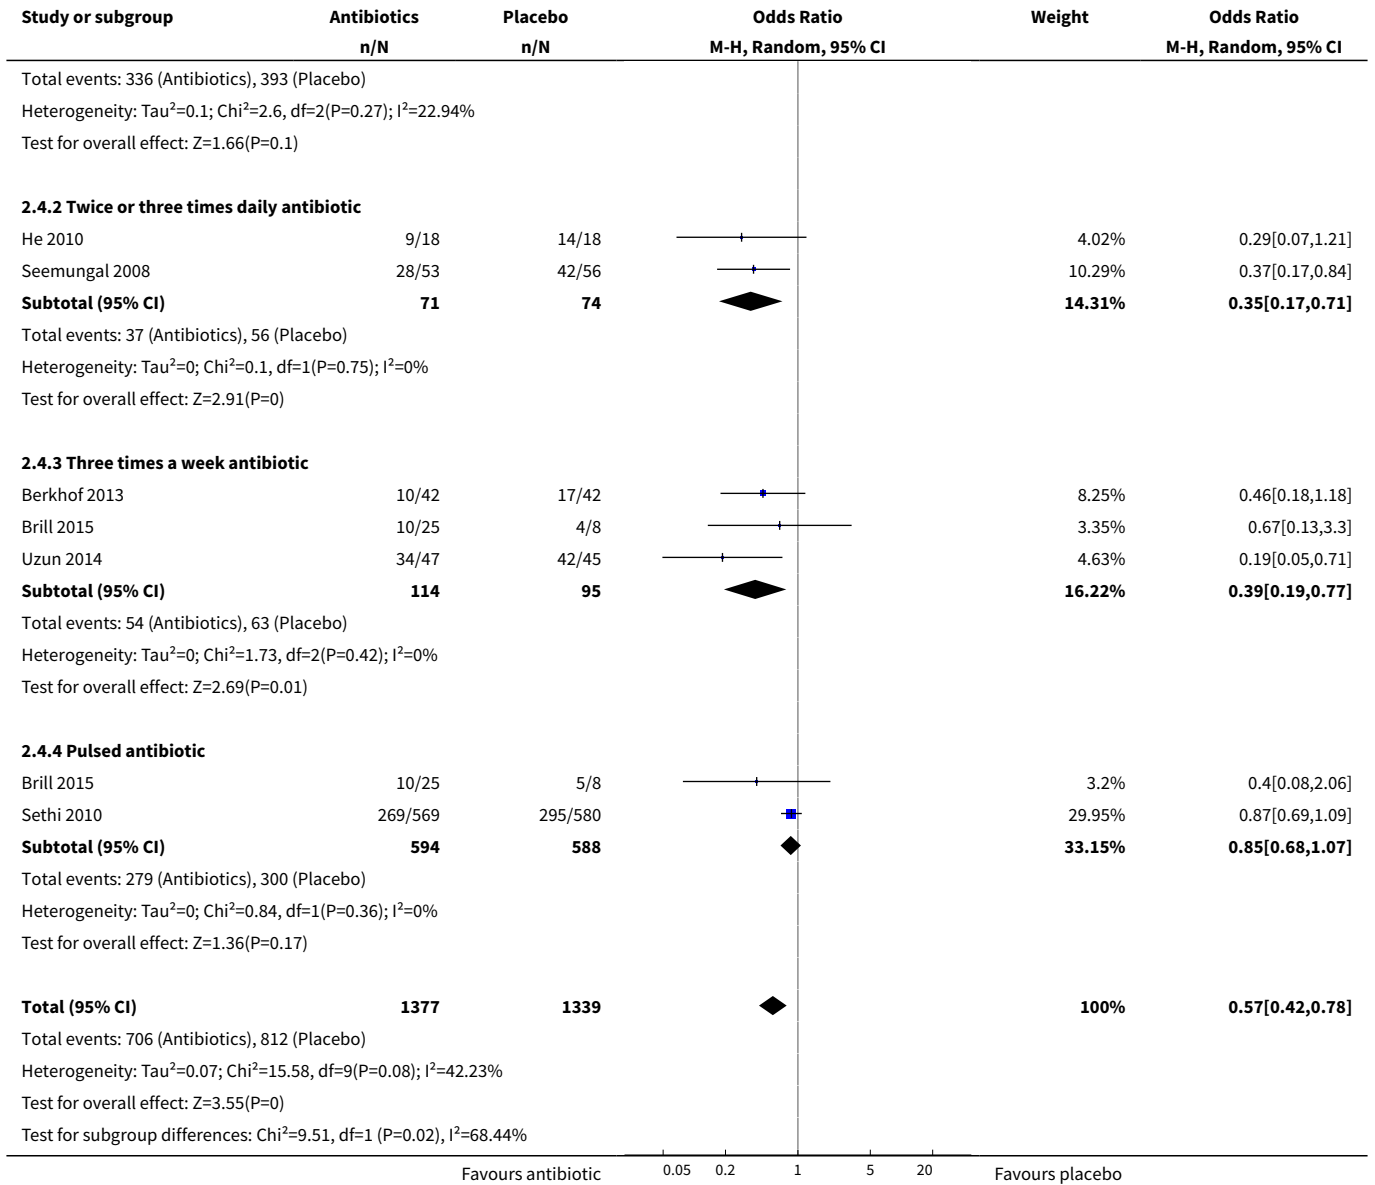 Study or subgroup Antibiotics Placebo Odds Ratio Weight Odds Ratio
n/N n/N M-H, Random, 95% CI M-H, Random, 95% CI
Total events: 336 (Antibiotics), 393 (Placebo)
Heterogeneity: Tau²=0.1; Chi²=2.6, df=2(P=0.27); I²=22.94%
Test for overall effect: Z=1.66(P=0.1)
2.4.2 Twice or three times daily antibiotic
He 2010 9/18 14/18 4.02% 0.29[0.07,1.21]
Seemungal 2008 28/53 42/56 10.29% 0.37[0.17,0.84]
Subtotal (95% CI) 71 74 14.31% 0.35[0.17,0.71]
Total events: 37 (Antibiotics), 56 (Placebo)
Heterogeneity: Tau²=0; Chi²=0.1, df=1(P=0.75); I²=0%
Test for overall effect: Z=2.91(P=0)
2.4.3 Three times a week antibiotic
Berkhof 2013 10/42 17/42 8.25% 0.46[0.18,1.18]
Brill 2015 10/25 4/8 3.35% 0.67[0.13,3.3]
Uzun 2014 34/47 42/45 4.63% 0.19[0.05,0.71]
Subtotal (95% CI) 114 95 16.22% 0.39[0.19,0.77]
Total events: 54 (Antibiotics), 63 (Placebo)
Heterogeneity: Tau²=0; Chi²=1.73, df=2(P=0.42); I²=0%
Test for overall effect: Z=2.69(P=0.01)
2.4.4 Pulsed antibiotic
Brill 2015 10/25 5/8 3.2% 0.4[0.08,2.06]
Sethi 2010 269/569 295/580 29.95% 0.87[0.69,1.09]
Subtotal (95% CI) 594 588 33.15% 0.85[0.68,1.07]
Total events: 279 (Antibiotics), 300 (Placebo)
Heterogeneity: Tau²=0; Chi²=0.84, df=1(P=0.36); I²=0%
Test for overall effect: Z=1.36(P=0.17)
Total (95% CI) 1377 1339 100% 0.57[0.42,0.78]
Total events: 706 (Antibiotics), 812 (Placebo)
Heterogeneity: Tau²=0.07; Chi²=15.58, df=9(P=0.08); I²=42.23%
Test for overall effect: Z=3.55(P=0)
Test for subgroup differences: Chi²=9.51, df=1 (P=0.02), I²=68.44%
Favours antibiotic 0.05 0.2 1 5 20 Favours placebo